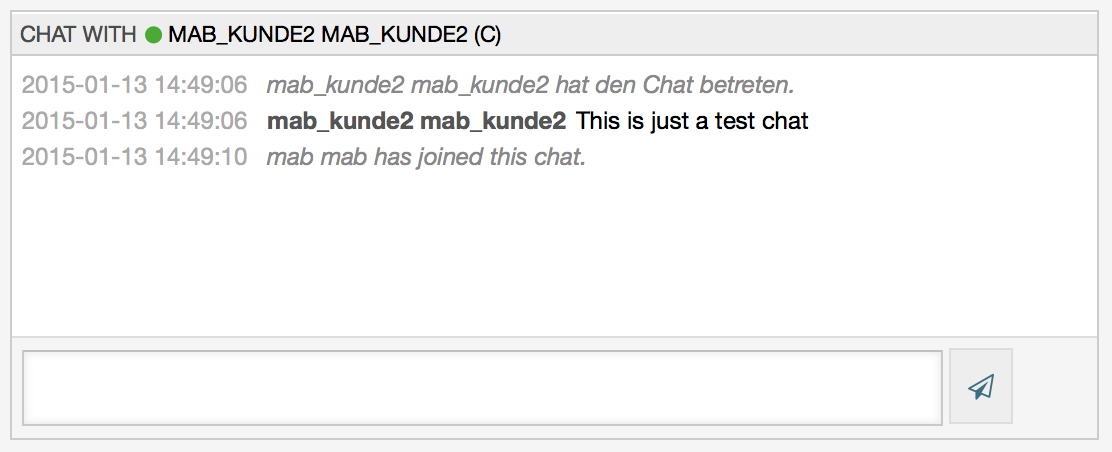 CHAT WITH MAB_KUNDE2 MAB_KUNDE2 (C)
2015-01-13 14:49:06 mab_kunde2 mab_kunde2 hat den Chat betreten.
2015-01-13 14:49:06 mab_kunde2 mab_kunde2 This is just a test chat
2015-01-13 14:49:10 mab mab has joined this chat.